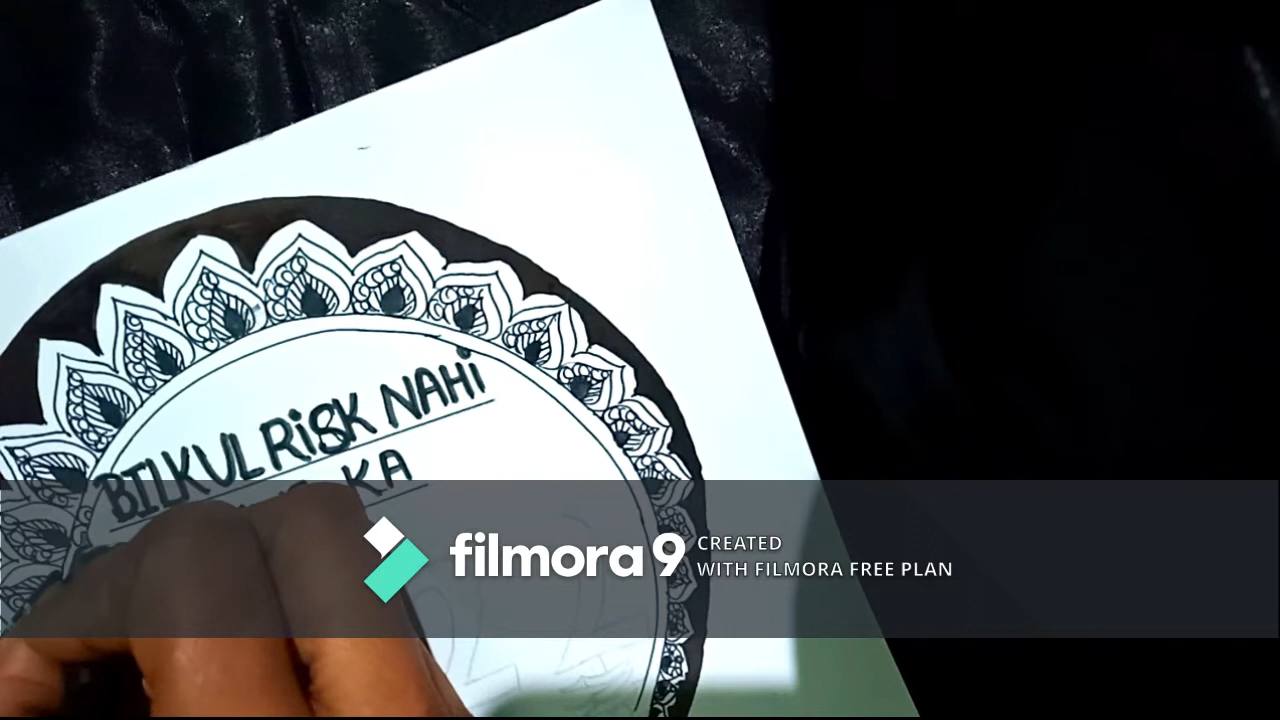 BILKUL RiSK NAHi
KA
filmora 9
CREATED
WITH FILMORA FREE PLAN